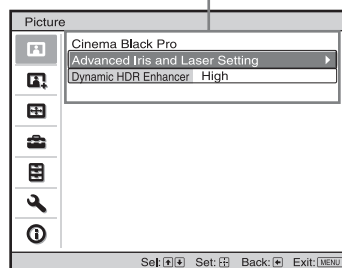 Picture
Cinema Black Pro
Advanced Iris and Laser Setting
Dynamic HDR Enhancer High
Sel: Set: Back: Exit: MENU